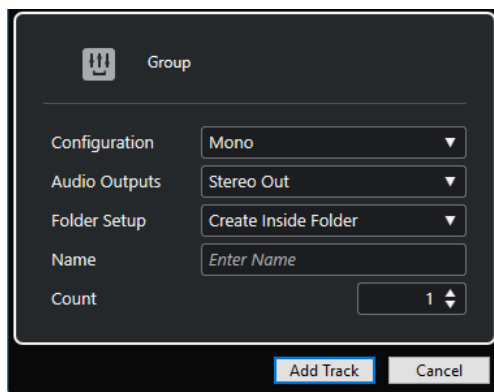 Group
Configuration Mono
Audio Outputs Stereo Out
Folder Setup Create Inside Folder
Name Enter Name
Count 1
Add Track Cancel